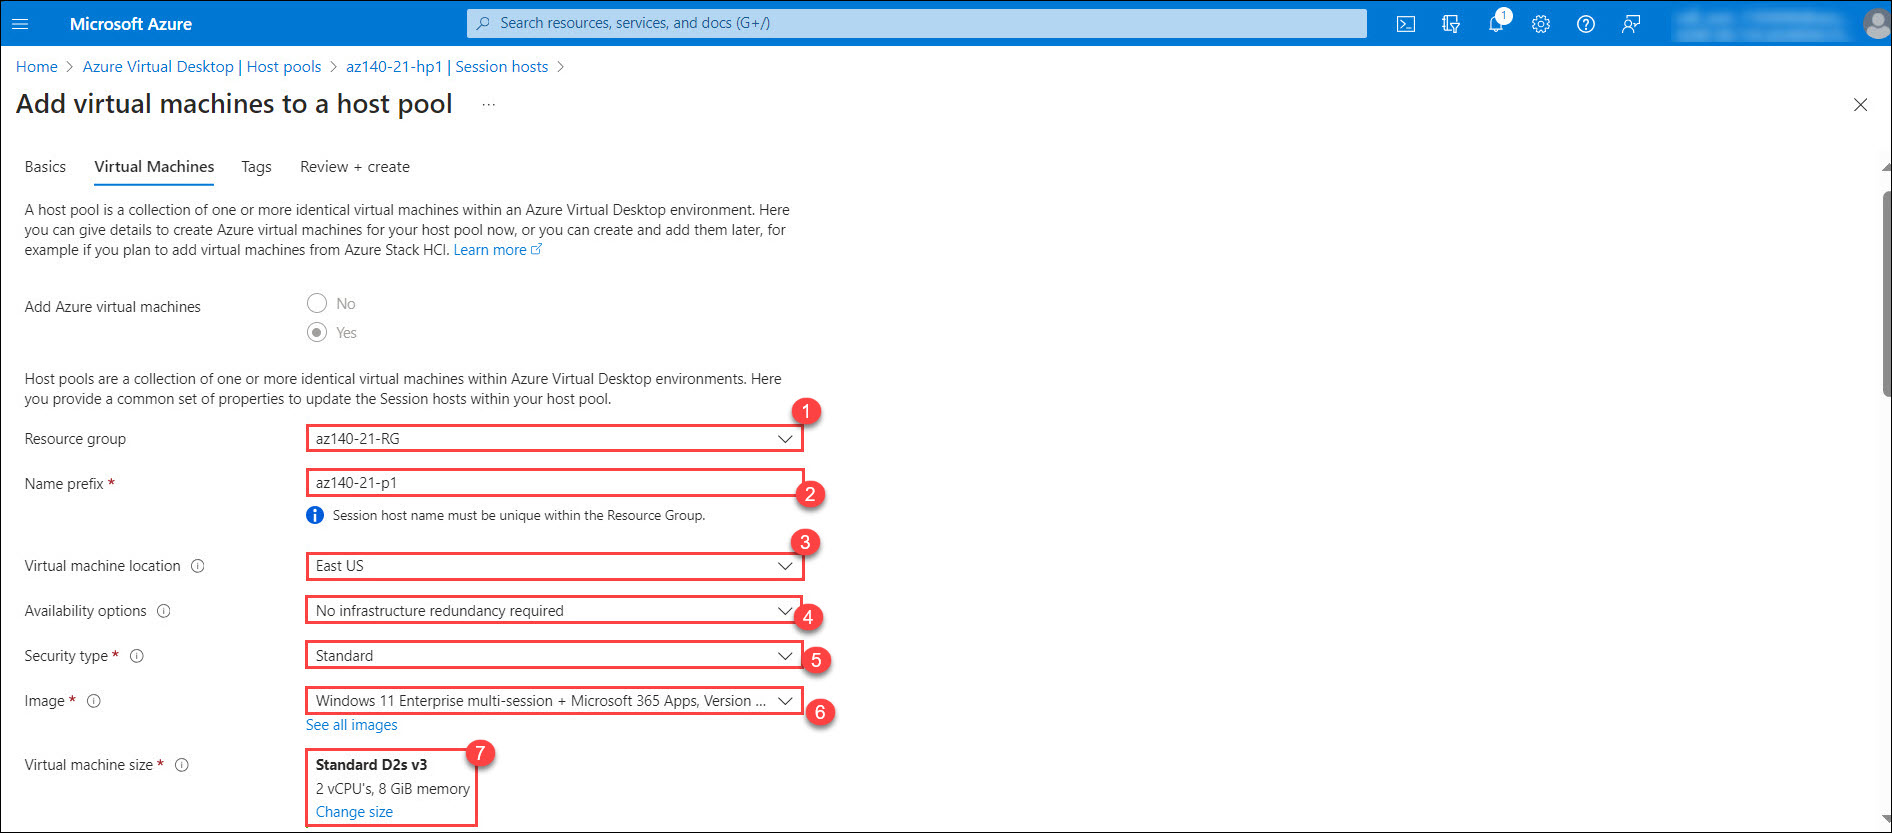 Microsoft Azure
Search resources, services, and docs (G+/)
1
Home > Azure Virtual Desktop | Host pools > az140-21-hp1 | Session hosts >
Add virtual machines to a host pool ...
Basics Virtual Machines Tags Review + create
A host pool is a collection of one or more identical virtual machines within an Azure Virtual Desktop environment. Here
you can give details to create Azure virtual machines for your host pool now, or you can create and add them later, for
example if you plan to add virtual machines from Azure Stack HCI. Learn more
Add Azure virtual machines
No
Yes
Host pools are a collection of one or more identical virtual machines within Azure Virtual Desktop environments. Here
you provide a common set of properties to update the Session hosts within your host pool.
1
Resource group az140-21-RG
Name prefix * az140-21-p1
2
Session host name must be unique within the Resource Group.
3
Virtual machine location East US
Availability options No infrastructure redundancy required
4
Security type * Standard
5
Image * Windows 11 Enterprise multi-session + Microsoft 365 Apps, Version ...
6
See all images
7
Virtual machine size * Standard D2s v3
2 vCPU's, 8 GiB memory
Change size